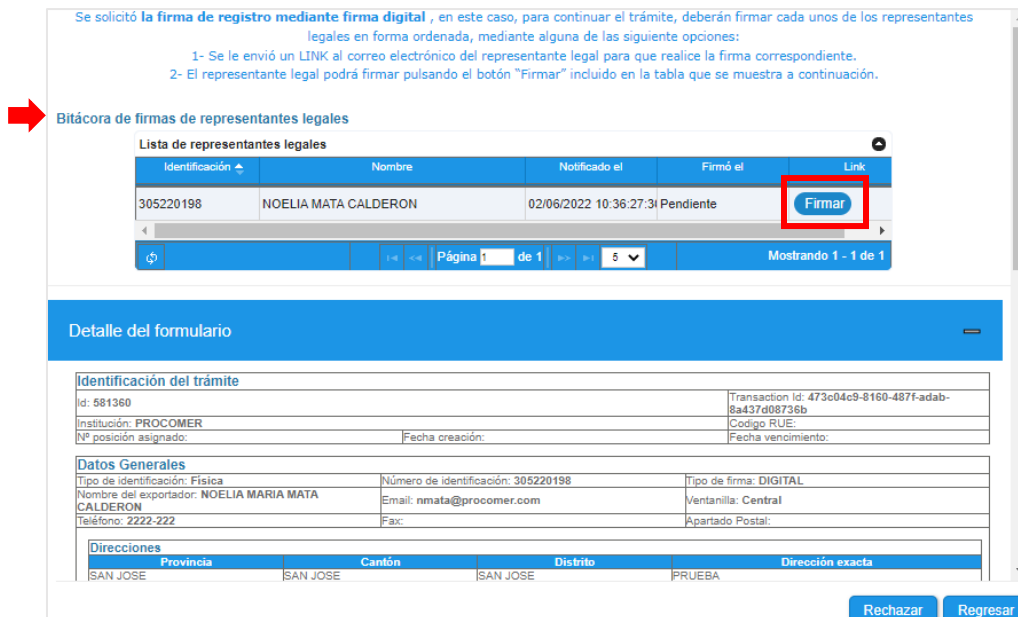 Se solicitó la firma de registro mediante firma digital , en este caso, para continuar el trámite, deberán firmar cada unos de los representantes
legales en forma ordenada, mediante alguna de las siguiente opciones:
1- Se le envió un LINK al correo electrónico del representante legal para que realice la firma correspondiente.
2- El representante legal podrá firmar pulsando el botón "Firmar" incluido en la tabla que se muestra a continuación.
Bitácora de firmas de representantes legales
Lista de representantes legales
Identificación Nombre Notificado el Firmó el Link
305220198 NOELIA MATA CALDERON 02/06/2022 10:36:27:3 Pendiente Firmar
Página 1 de 1 5 Mostrando 1 - 1 de 1
Detalle del formulario
Identificación del trámite
Id: 581360 Transaction Id: 473c04c9-8160-487f-adab-
8a437d08736b
Institución: PROCOMER Codigo RUE:
Nº posición asignado: Fecha creación: Fecha vencimiento:
Datos Generales
Tipo de identificación: Física Número de identificación: 305220198 Tipo de firma: DIGITAL
Nombre del exportador: NOELIA MARIA MATA
CALDERON Email: nmata@procomer.com Ventanilla: Central
Teléfono: 2222-222 Fax: Apartado Postal:
Direcciones
Provincia Cantón Distrito Dirección exacta
SAN JOSE SAN JOSE SAN JOSE PRUEBA
Rechazar Regresar